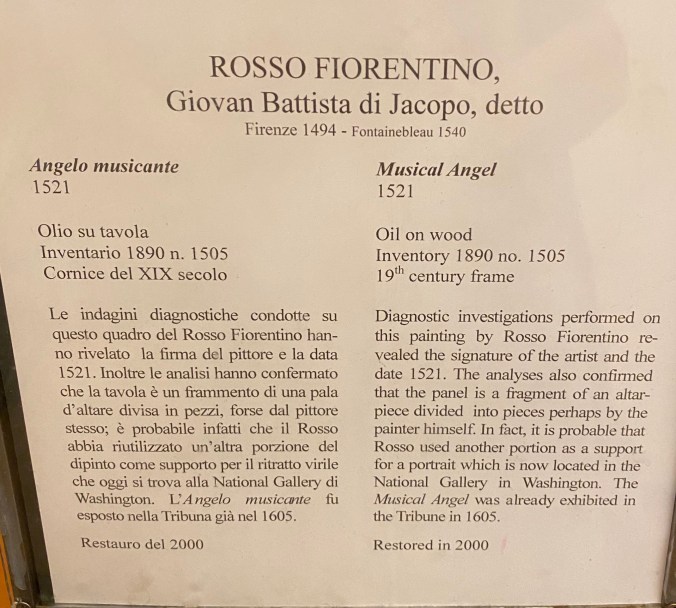 ROSSO FIORENTINO,
Giovan Battista di Jacopo, detto
Firenze 1494 - Fontainebleau 1540
Angelo musicante
1521
Olio su tavola
Inventario 1890 n. 1505
Cornice del XIX secolo
Le indagini diagnostiche condotte su
questo quadro del Rosso Fiorentino han-
no rivelato la firma del pittore e la data
1521. Inoltre le analisi hanno confermato
che la tavola è un frammento di una pala
d'altare divisa in pezzi, forse dal pittore
stesso; è probabile infatti che il Rosso
abbia riutilizzato un'altra porzione del
dipinto come supporto per il ritratto virile
che oggi si trova alla National Gallery di
Washington. L'Angelo musicante fu
esposto nella Tribuna già nel 1605.
Restauro del 2000
Musical Angel
1521
Oil on wood
Inventory 1890 no. 1505
19th century frame
Diagnostic investigations performed on
this painting by Rosso Fiorentino re-
vealed the signature of the artist and the
date 1521. The analyses also confirmed
that the panel is a fragment of an altar-
piece divided into pieces perhaps by the
painter himself. In fact, it is probable that
Rosso used another portion as a support
for a portrait which is now located in the
National Gallery in Washington. The
Musical Angel was already exhibited in
the Tribune in 1605.
Restored in 2000